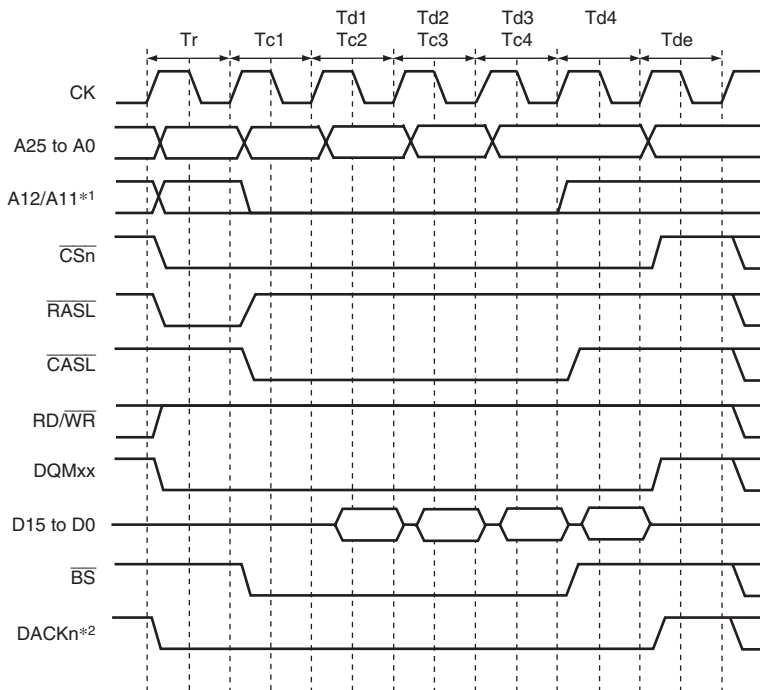 Td1 Td2 Td3 Td4
Tr Tc1 Tc2 Tc3 Tc4 Tde
CK
A25 to A0
A12/A11*1
CSn
RASL
CASL
RD/WR
DQMxx
D15 to D0
BS
DACKn*2